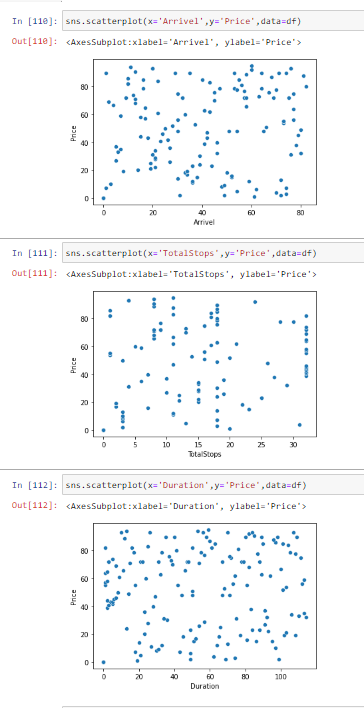 In [110]: sns.scatterplot(x='Arrivel',y='Price',data=df)
Out[110]: <AxesSubplot:xlabel='Arrivel', ylabel='Price'>
80
60
40
20
0
Price
0 20 40 60 80
Arrivel
In [111]: sns.scatterplot(x='TotalStops',y='Price',data=df)
Out[111]: <AxesSubplot:xlabel='TotalStops', ylabel='Price'>
80
60
40
20
0
Price
0 5 10 15 20 25 30
TotalStops
In [112]: sns.scatterplot(x='Duration',y='Price',data=df)
Out[112]: <AxesSubplot:xlabel='Duration', ylabel='Price'>
80
60
40
20
0
Price
0 20 40 60 80 100
Duration